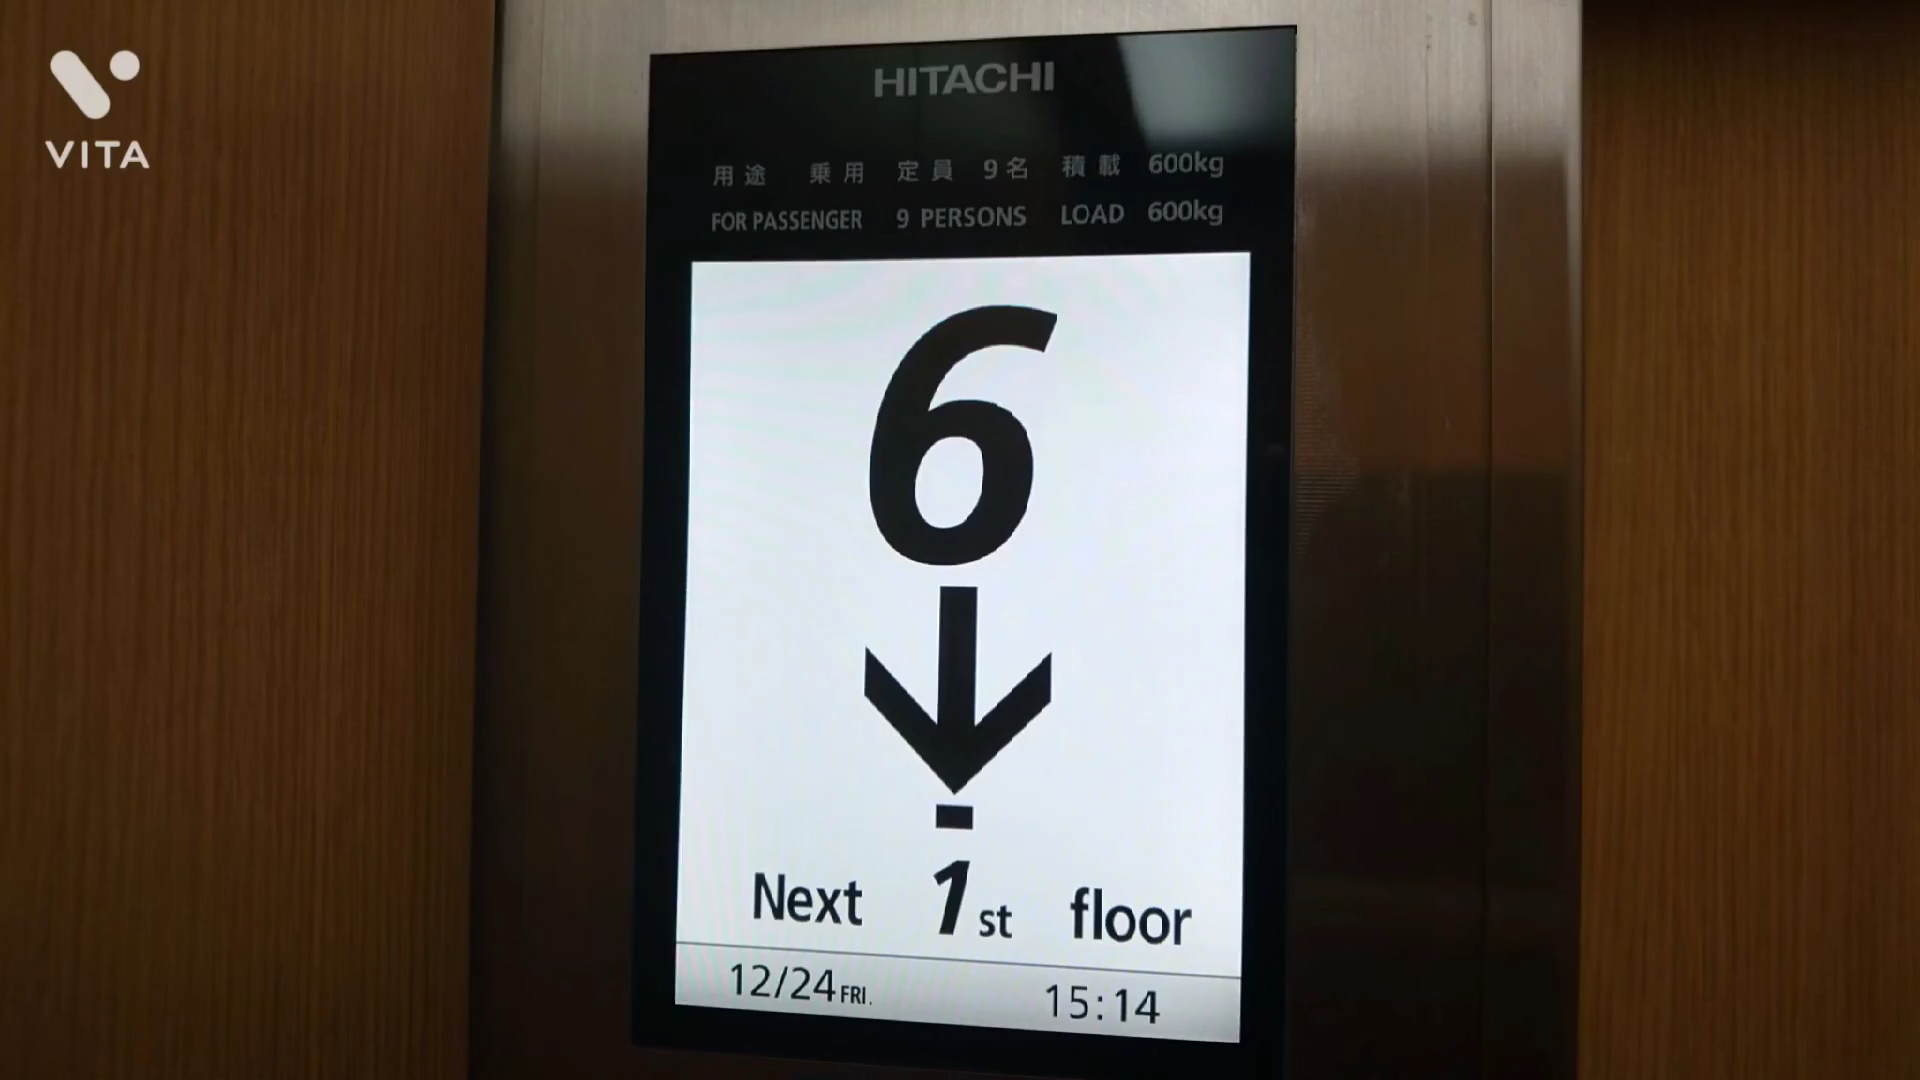 VITA
HITACHI
用途 乗用 定員 9名 積載 600kg
FOR PASSENGER 9 PERSONS LOAD 600kg
6
Next 1st floor
12/24 FRI. 15:14